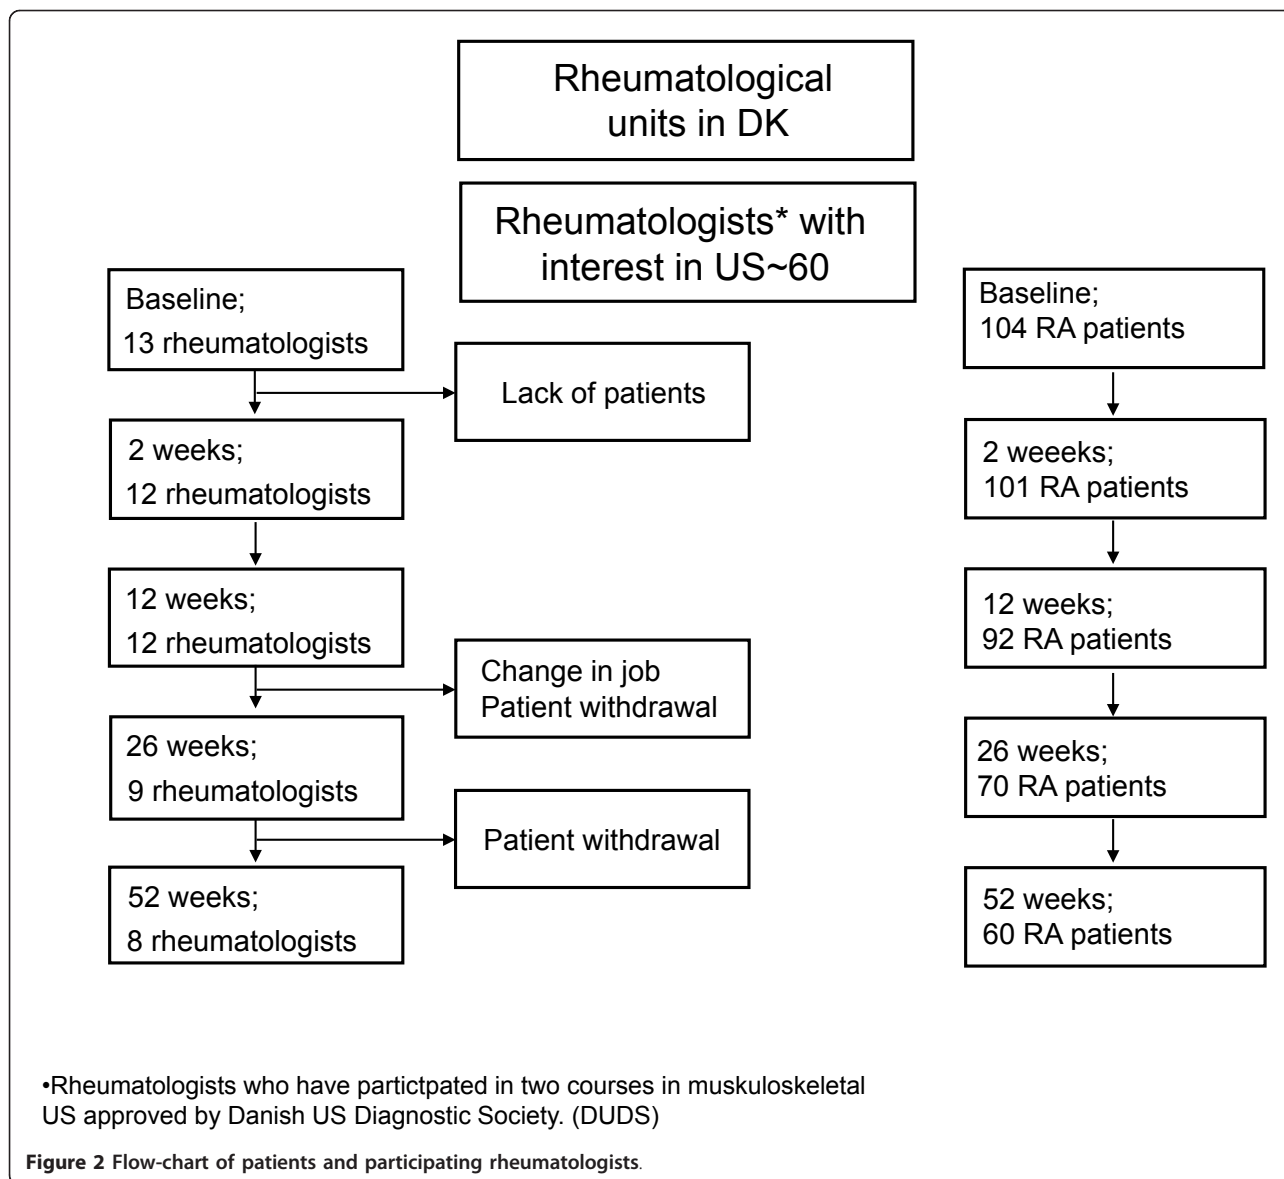 Rheumatological
units in DK
Rheumatologists* with
interest in US~60
Baseline;
13 rheumatologists
Lack of patients
2 weeks;
12 rheumatologists
12 weeks;
12 rheumatologists
Change in job
Patient withdrawal
26 weeks;
9 rheumatologists
Patient withdrawal
52 weeks;
8 rheumatologists
Baseline;
104 RA patients
2 weeeks;
101 RA patients
12 weeks;
92 RA patients
26 weeks;
70 RA patients
52 weeks;
60 RA patients
•Rheumatologists who have partictpated in two courses in muskuloskeletal
US approved by Danish US Diagnostic Society. (DUDS)
Figure 2 Flow-chart of patients and participating rheumatologists.